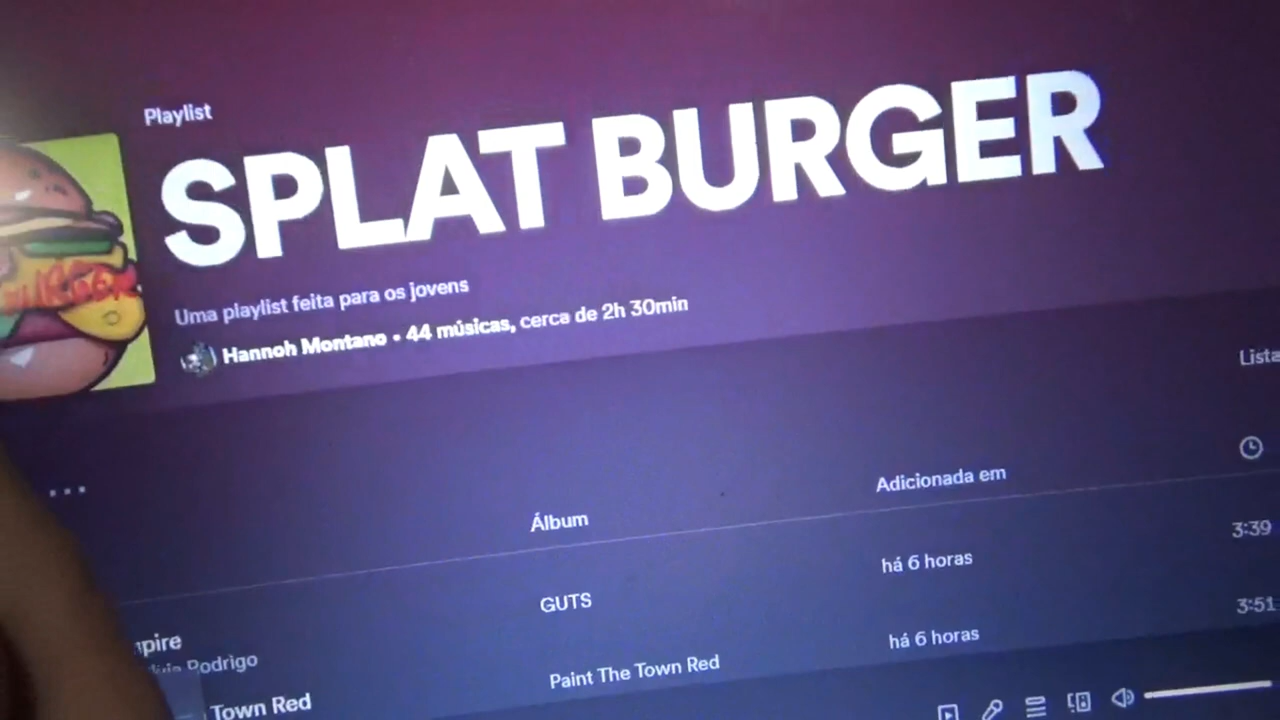 Playlist
SPLAT BURGER
Uma playlist feita para os jovens
Hannoh Montano • 44 músicas, cerca de 2h 30min
Lista
Adicionada em
Álbum
há 6 horas
3:39
GUTS
mpire
Rodrigo
há 6 horas
3:51
Paint The Town Red
Town Red